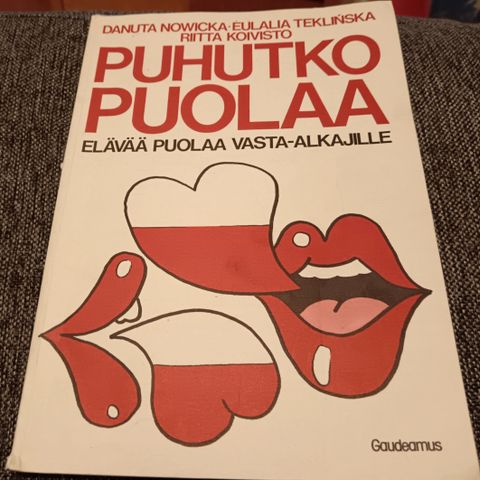 DANUTA NOWICKA-EULALIA TEKLIŃSKA
RIITTA KOIVISTO
PUHUTKO
PUOLAA
ELÄVÄÄ PUOLAA VASTA-ALKAJILLE
Gaudeamus